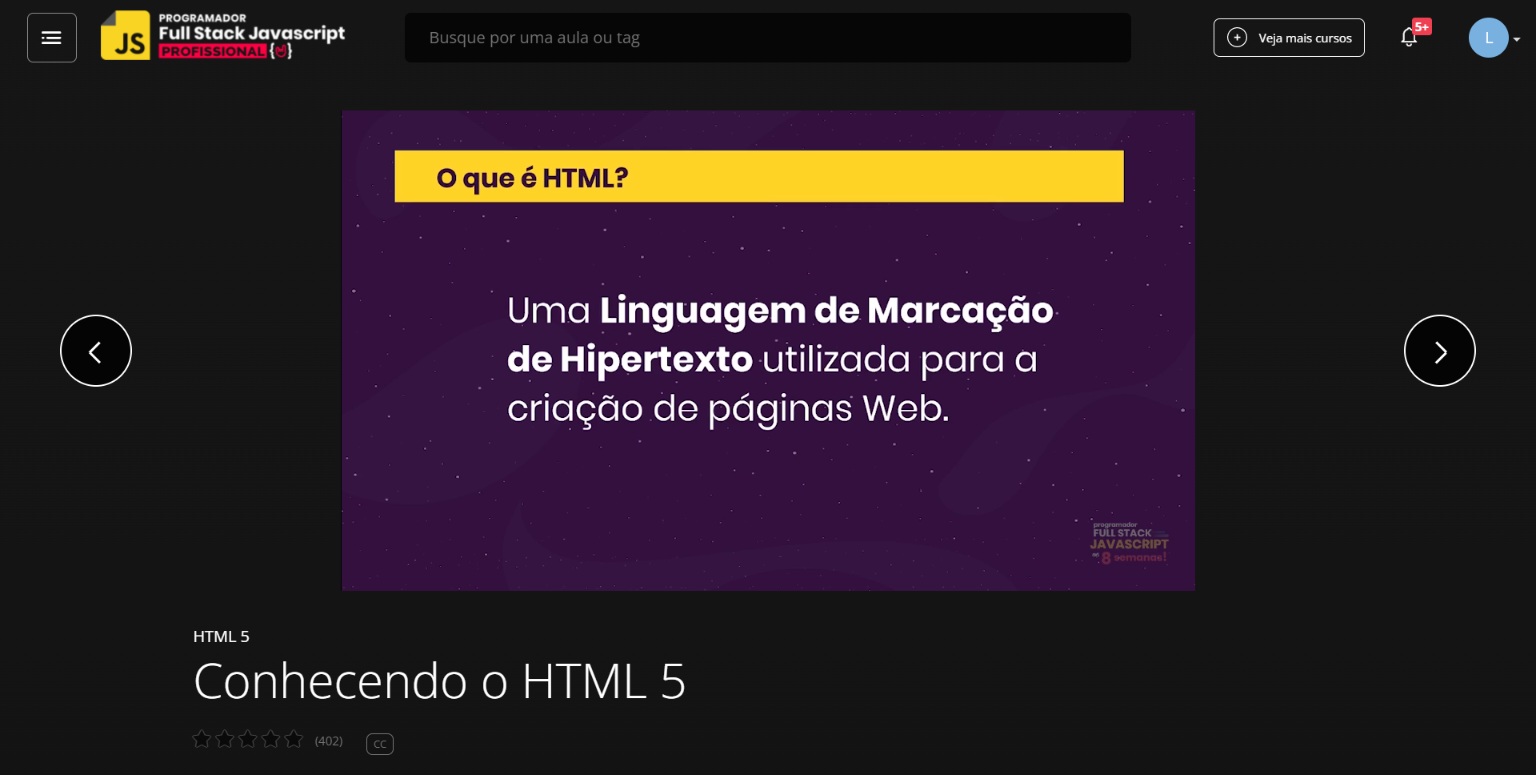 JS
PROGRAMADOR
Full Stack Javascript
PROFISSIONAL
Busque por uma aula ou tag
Veja mais cursos
5+
L
O que é HTML?
Uma Linguagem de Marcação
de Hipertexto utilizada para a
criação de páginas Web.
programador
FULL STACK
JAVASCRIPT
8 semanas!
HTML 5
Conhecendo o HTML 5
(402)
CC